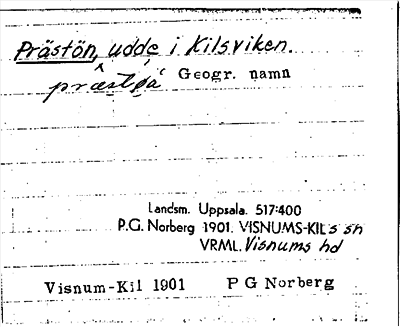 Prästön, udde i Kilsviken.
Geogr. namn
Landsm. Uppsala. 517:400
P.G. Norberg 1901. VISNUMS-KILS sn
VRML. Visnums hd
Visnum-Kil 1901 P G Norberg